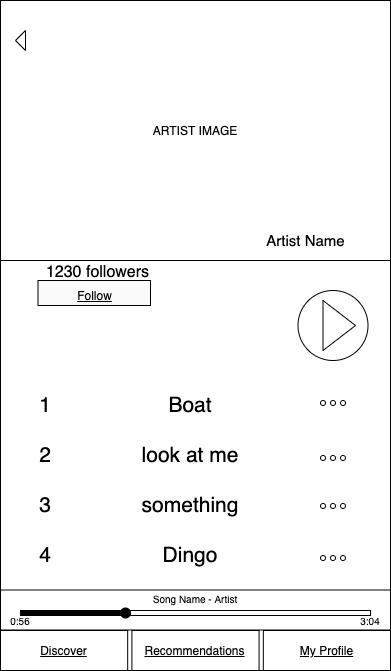 ARTIST IMAGE
Artist Name
1230 followers
Follow
1 Boat
2 look at me
3 something
4 Dingo
Song Name - Artist
0:56 3:04
Discover Recommendations My Profile